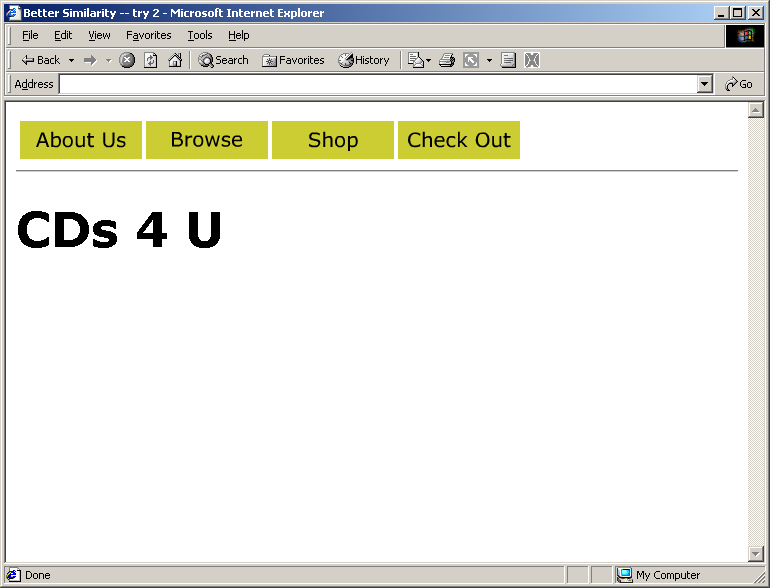 Better Similarity -- try 2 - Microsoft Internet Explorer
File Edit View Favorites Tools Help
Back Search Favorites History
Address Go
About Us Browse Shop Check Out
CDs 4 U
Done My Computer